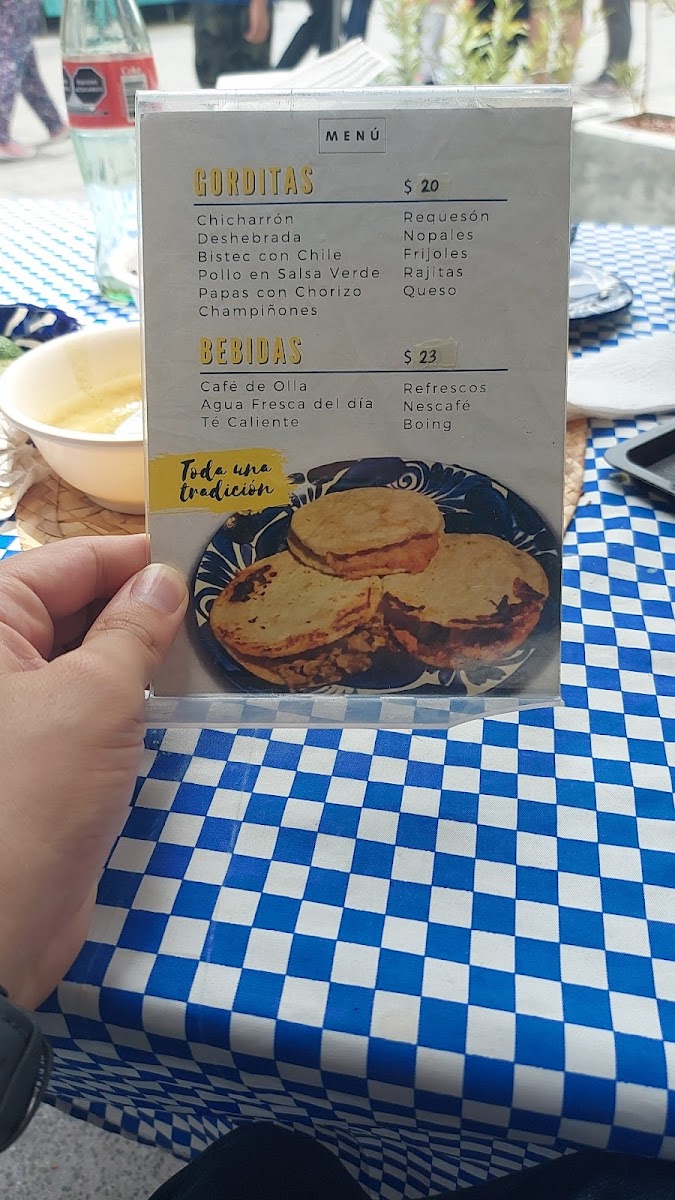 MENÚ
GORDITAS $ 20
Chicharrón
Deshebrada
Bistec con Chile
Pollo en Salsa Verde
Papas con Chorizo
Champiñones
Requesón
Nopales
Frijoles
Rajitas
Queso
BEBIDAS $ 23
Café de Olla
Agua Fresca del día
Té Caliente
Refrescos
Nescafé
Boing
Toda una
tradición